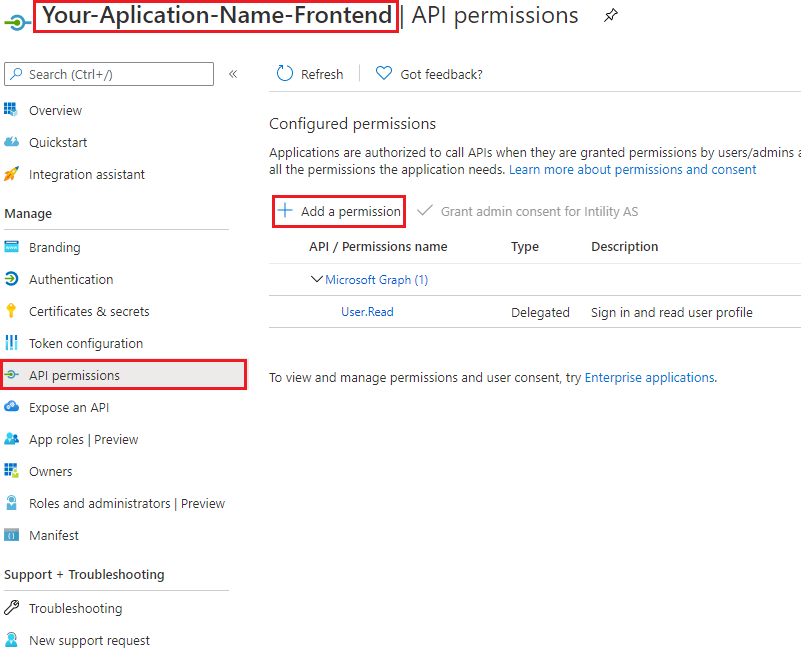 Your-Aplication-Name-Frontend | API permissions
Search (Ctrl+/)
«
Refresh
Got feedback?
Overview
Quickstart
Integration assistant
Manage
Branding
Authentication
Certificates & secrets
Token configuration
API permissions
Expose an API
App roles | Preview
Owners
Roles and administrators | Preview
Manifest
Support + Troubleshooting
Troubleshooting
New support request
Configured permissions
Applications are authorized to call APIs when they are granted permissions by users/admins a
all the permissions the application needs. Learn more about permissions and consent
+ Add a permission
Grant admin consent for Intility AS
API / Permissions name Type Description
Microsoft Graph (1)
User.Read Delegated Sign in and read user profile
To view and manage permissions and user consent, try Enterprise applications.